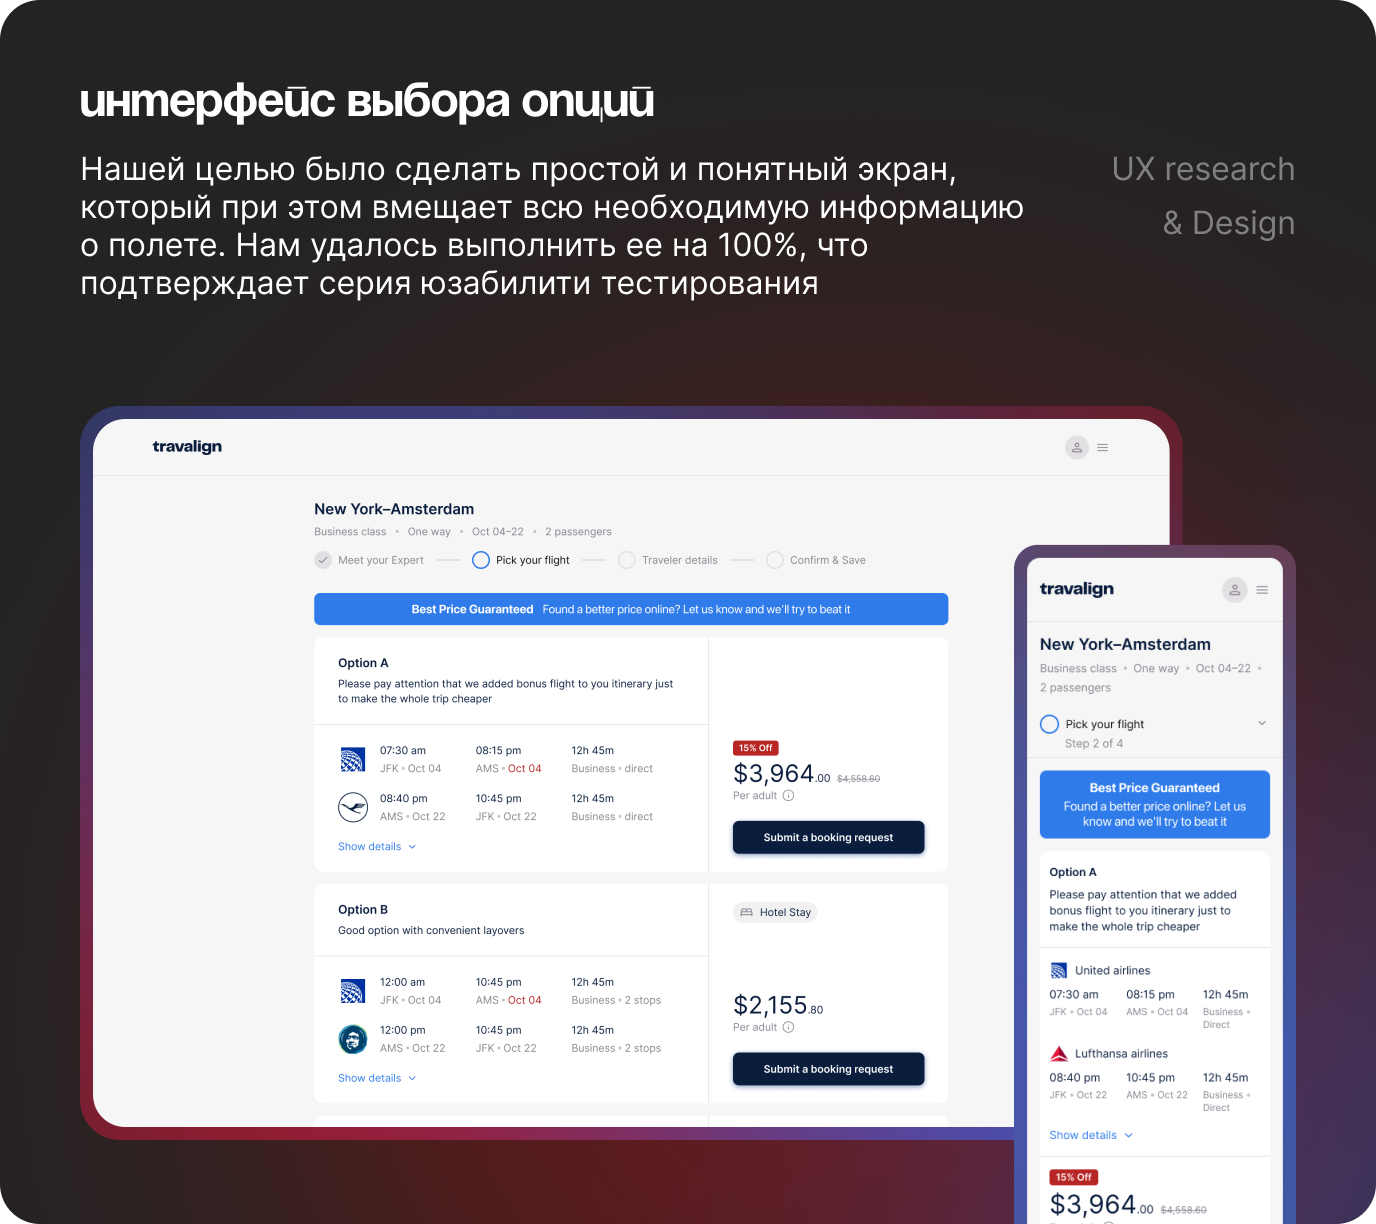 интерфейс выбора опций
Нашей целью было сделать простой и понятный экран,
который при этом вмещает всю необходимую информацию
о полете. Нам удалось выполнить ее на 100%, что
подтверждает серия юзабилити тестирования
UX research
& Design
travalign
New York–Amsterdam
Business class • One way • Oct 04–22 • 2 passengers
Meet your Expert
Pick your flight
Traveler details
Confirm & Save
Best Price Guaranteed Found a better price online? Let us know and we'll try to beat it
Option A
Please pay attention that we added bonus flight to you itinerary just
to make the whole trip cheaper
07:30 am 08:15 pm 12h 45m
JFK • Oct 04 AMS • Oct 04 Business • direct
08:40 pm 10:45 pm 12h 45m
AMS • Oct 22 JFK • Oct 22 Business • direct
Show details
15% Off
$3,964.00 $4,558.60
Per adult
Submit a booking request
Option B
Good option with convenient layovers
12:00 am 10:45 pm 12h 45m
JFK • Oct 04 AMS • Oct 04 Business • 2 stops
12:00 pm 10:45 pm 12h 45m
AMS • Oct 22 JFK • Oct 22 Business • 2 stops
Show details
Hotel Stay
$2,155.80
Per adult
Submit a booking request
travalign
New York–Amsterdam
Business class • One way • Oct 04–22 •
2 passengers
Pick your flight
Step 2 of 4
Best Price Guaranteed
Found a better price online? Let us
know and we'll try to beat it
Option A
Please pay attention that we added
bonus flight to you itinerary just to
make the whole trip cheaper
United airlines
07:30 am 08:15 pm 12h 45m
JFK • Oct 04 AMS • Oct 04 Business •
Direct
Lufthansa airlines
08:40 pm 10:45 pm 12h 45m
JFK • Oct 22 AMS • Oct 22 Business •
Direct
Show details
15% Off
$3,964.00 $4,558.60